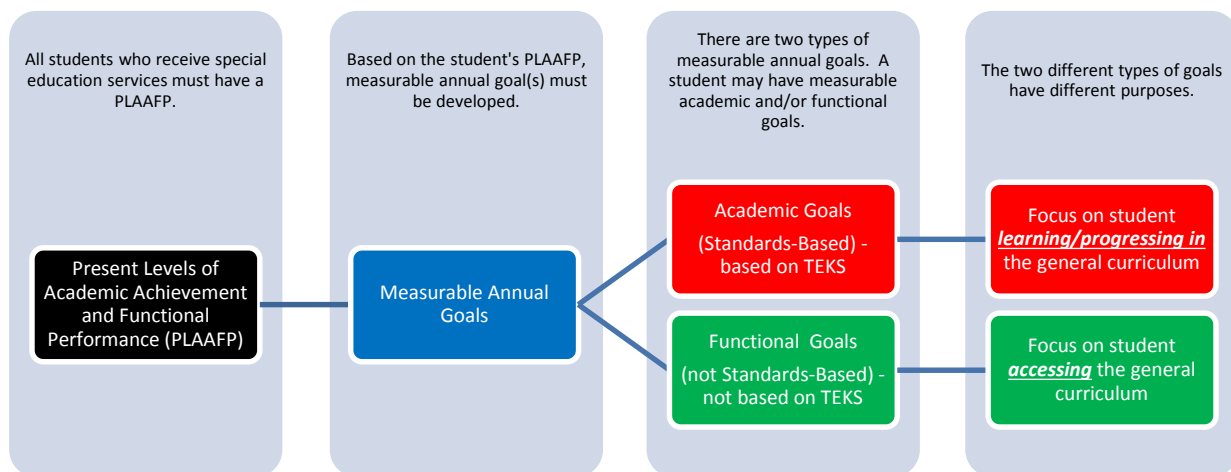 All students who receive special
education services must have a
PLAAFP.
Present Levels of
Academic Achievement
and Functional
Performance (PLAAFP)
Based on the student's PLAAFP,
measurable annual goal(s) must
be developed.
Measurable Annual
Goals
There are two types of
measurable annual goals.  A
student may have measurable
academic and/or functional
goals.
Academic Goals
(Standards-Based) -
based on TEKS
Functional  Goals
(not Standards-Based) -
not based on TEKS
The two different types of goals
have different purposes.
Focus on student
learning/progressing in
the general curriculum
Focus on student
accessing the general
curriculum